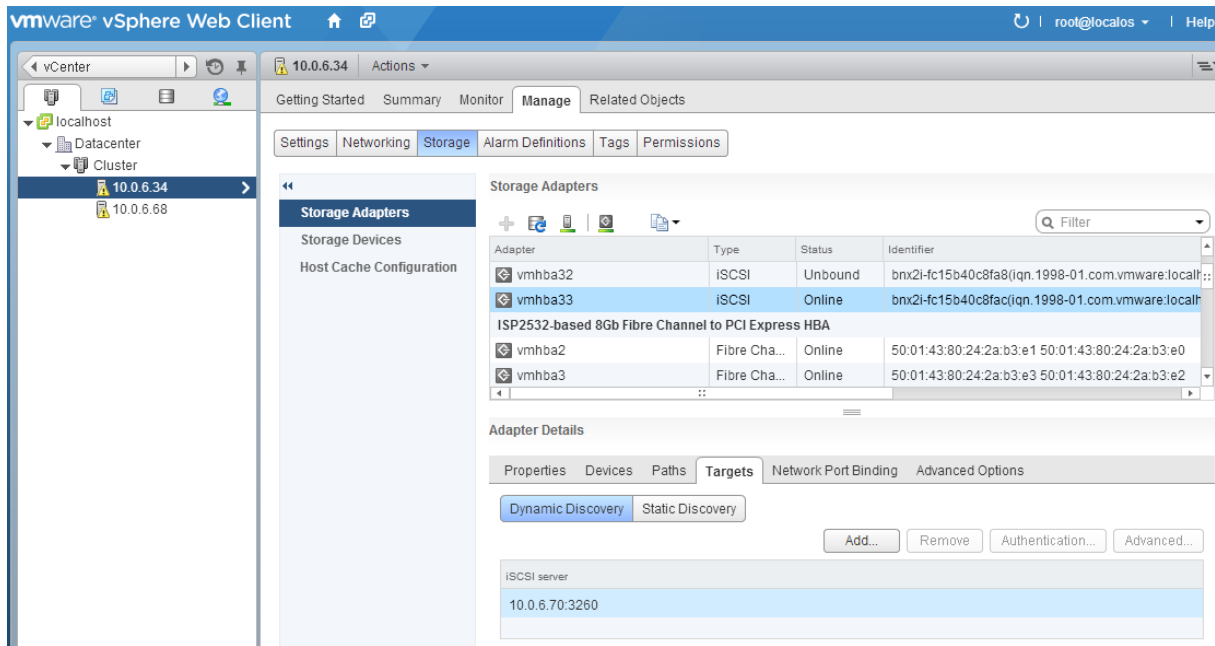 vmware® vSphere Web Client
root@localos
Help
vCenter
10.0.6.34 Actions
Getting Started Summary Monitor Manage Related Objects
localhost
Datacenter
Cluster
10.0.6.34
10.0.6.68
Settings Networking Storage Alarm Definitions Tags Permissions
Storage Adapters
Storage Devices
Host Cache Configuration
Storage Adapters
Filter
Adapter Type Status Identifier
vmhba32 iSCSI Unbound bnx2i-fc15b40c8fa8(iqn.1998-01.com.vmware:localh
vmhba33 iSCSI Online bnx2i-fc15b40c8fac(iqn.1998-01.com.vmware:localh
ISP2532-based 8Gb Fibre Channel to PCI Express HBA
vmhba2 Fibre Cha... Online 50:01:43:80:24:2a:b3:e1 50:01:43:80:24:2a:b3:e0
vmhba3 Fibre Cha... Online 50:01:43:80:24:2a:b3:e3 50:01:43:80:24:2a:b3:e2
Adapter Details
Properties Devices Paths Targets Network Port Binding Advanced Options
Dynamic Discovery Static Discovery
Add... Remove Authentication... Advanced...
iSCSI server
10.0.6.70:3260